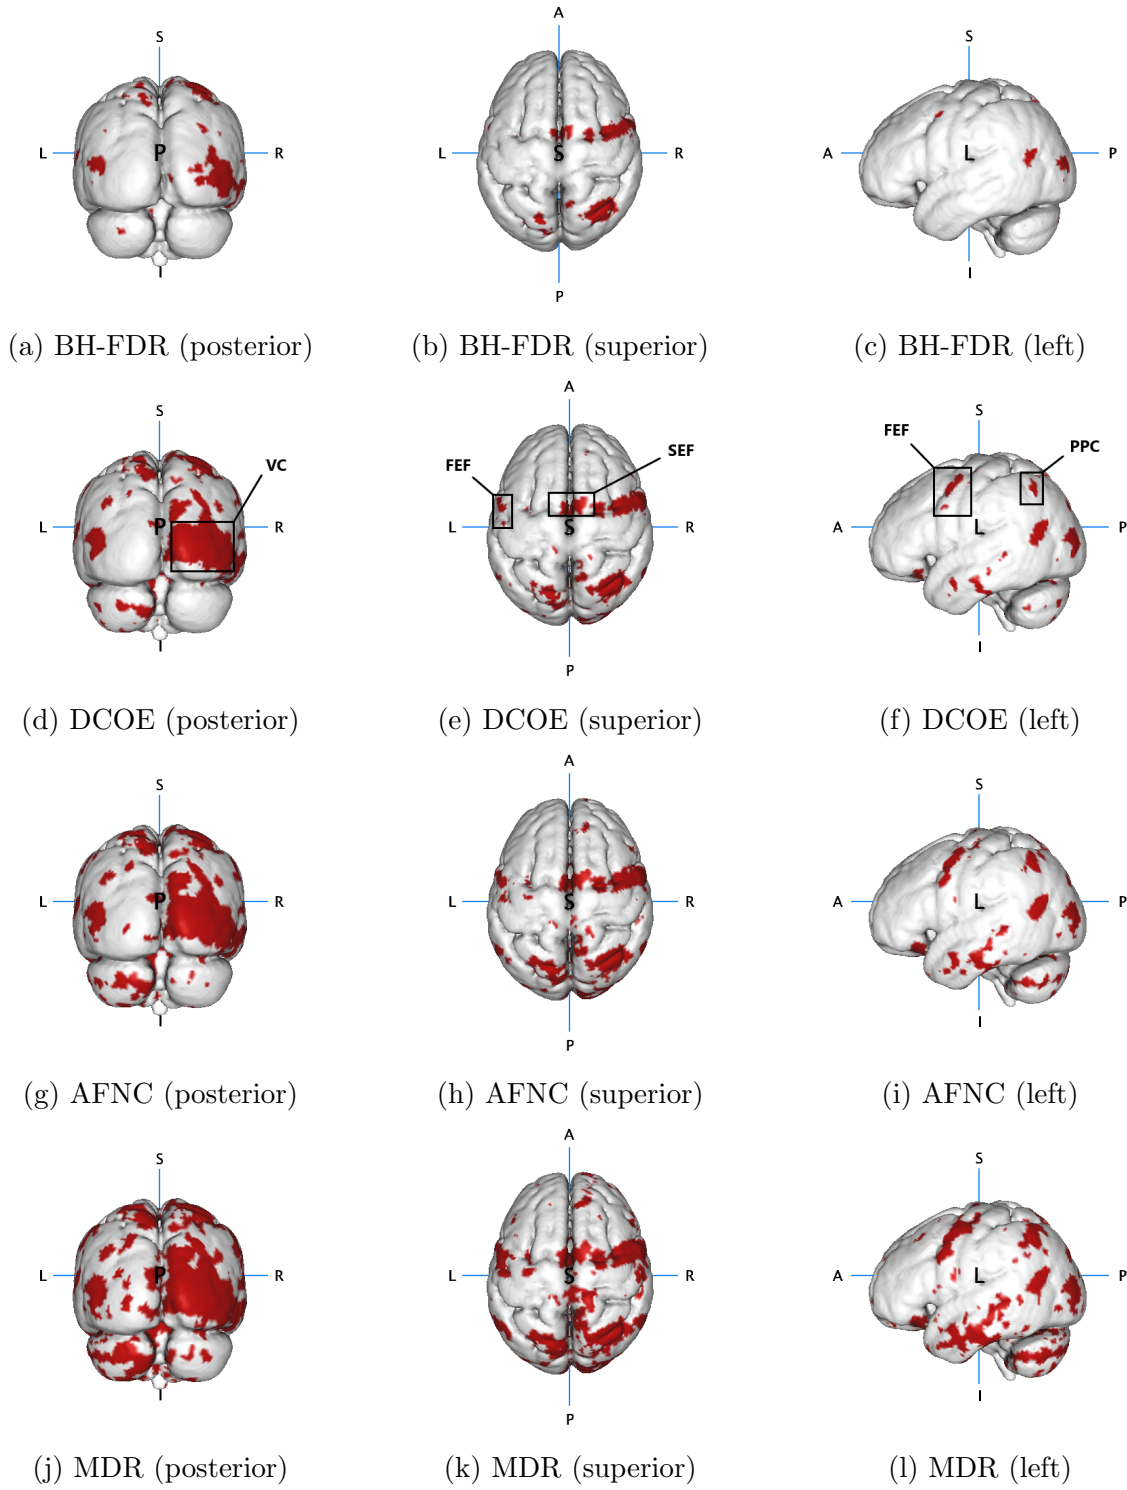 A
S
S
L
P
R
L
S
R
A
L
P
I
P
I
(a) BH-FDR (posterior)
(b) BH-FDR (superior)
(c) BH-FDR (left)
A
S
S
FEF
VC
SEF
FEF
PPC
L
P
R
L
S
R
A
L
P
I
P
I
(d) DCOE (posterior)
(e) DCOE (superior)
(f) DCOE (left)
A
S
S
L
P
R
L
S
R
A
L
P
I
P
I
(g) AFNC (posterior)
(h) AFNC (superior)
(i) AFNC (left)
A
S
S
L
P
R
L
S
R
A
L
P
I
P
I
(j) MDR (posterior)
(k) MDR (superior)
(l) MDR (left)